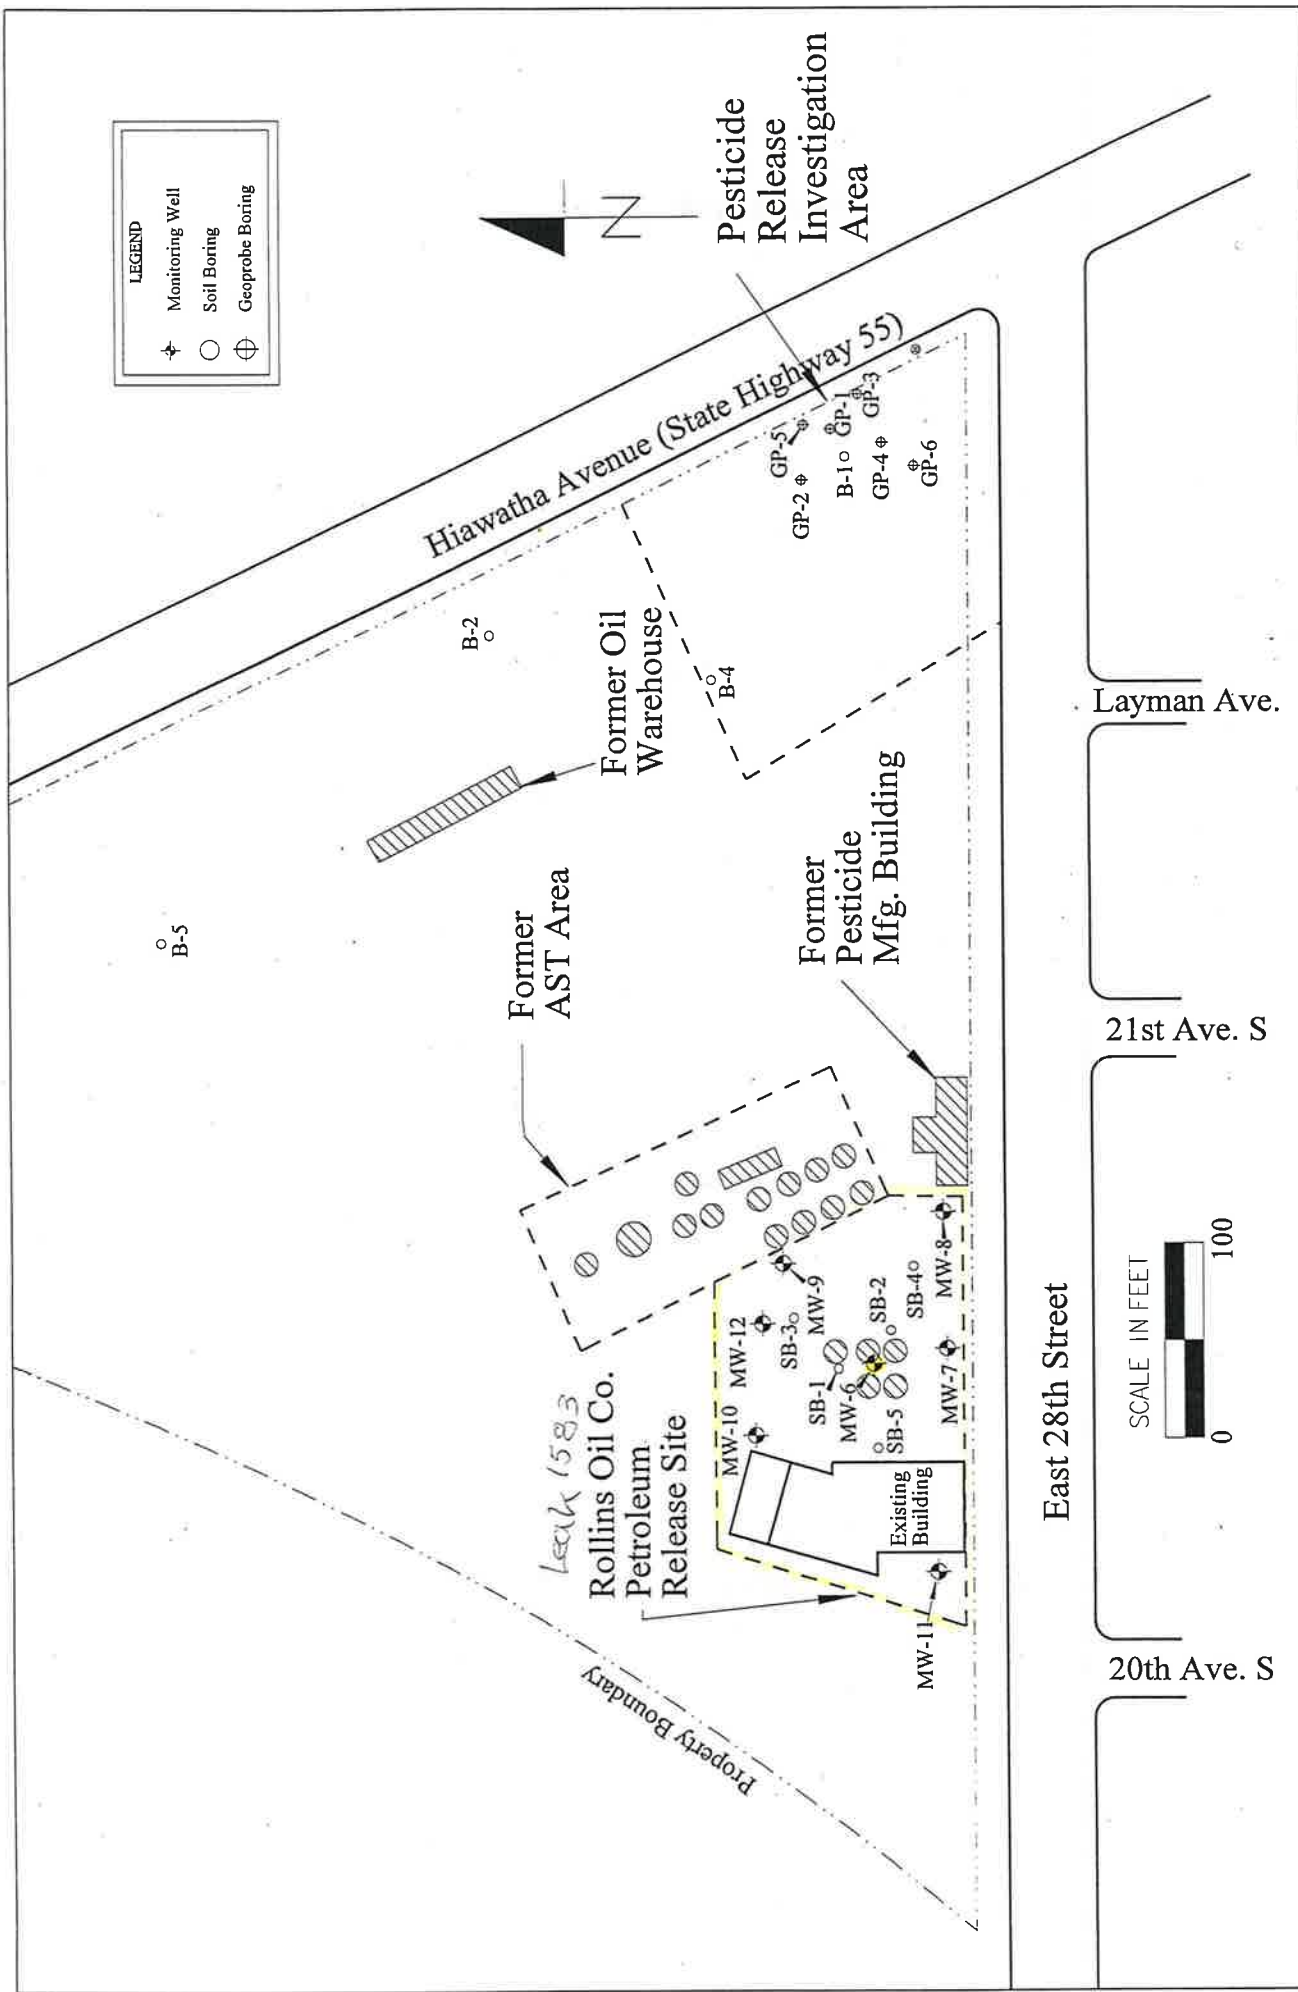 LEGEND
Monitoring Well
Soil Boring
Geoprobe Boring
N
Pesticide
Release
Investigation
Area
Hiawatha Avenue (State Highway 55)
B-5
B-2
Former Oil
Warehouse
B-4
GP-5
GP-2
GP-1
GP-3
B-1
GP-4
GP-6
Former
AST Area
Former
Pesticide
Mfg. Building
Leak 1583
Rollins Oil Co.
Petroleum
Release Site
Property Boundary
MW-10
MW-12
SB-3
MW-9
SB-1
MW-6
SB-2
SB-4
SB-5
MW-7
MW-8
MW-11
Existing
Building
East 28th Street
Layman Ave.
21st Ave. S
20th Ave. S
SCALE IN FEET
0
100